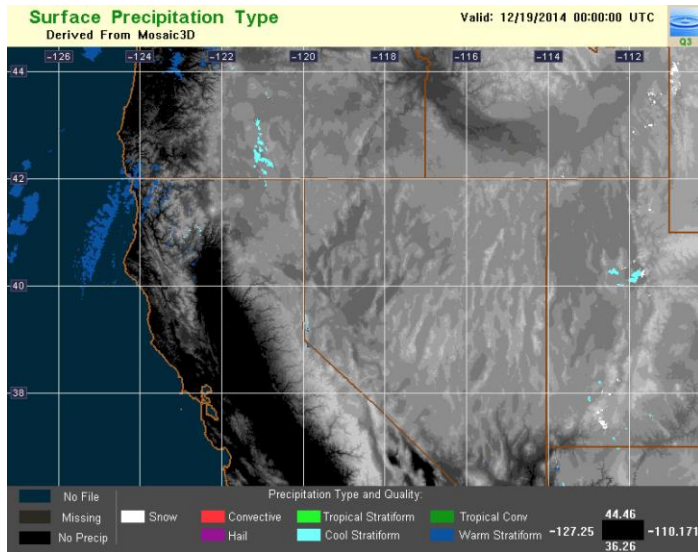 Surface Precipitation Type
Derived From Mosaic3D
Valid: 12/19/2014 00:00:00 UTC
Q3
-126 -124 -122 -120 -118 -116 -114 -112
44
42
40
38
No File
Missing
No Precip
Precipitation Type and Quality:
Snow Convective Tropical Stratiform Tropical Conv
Hail Cool Stratiform Warm Stratiform
44.46
-127.25 -110.171
36.26